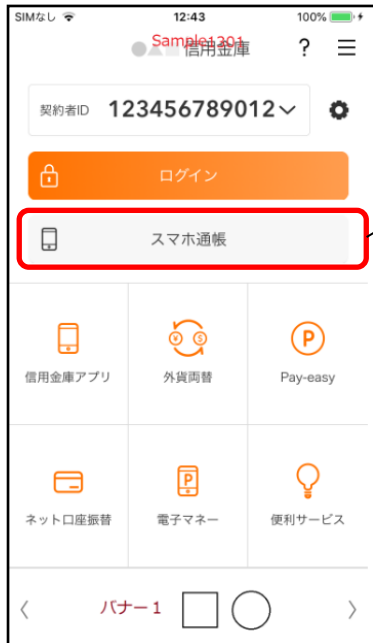 SIMなし 12:43 100%
Sample1201
信用金庫 ?
契約者ID 123456789012
ログイン
スマホ通帳
信用金庫アプリ 外貨両替 Pay-easy
ネット口座振替 電子マネー 便利サービス
バナー1